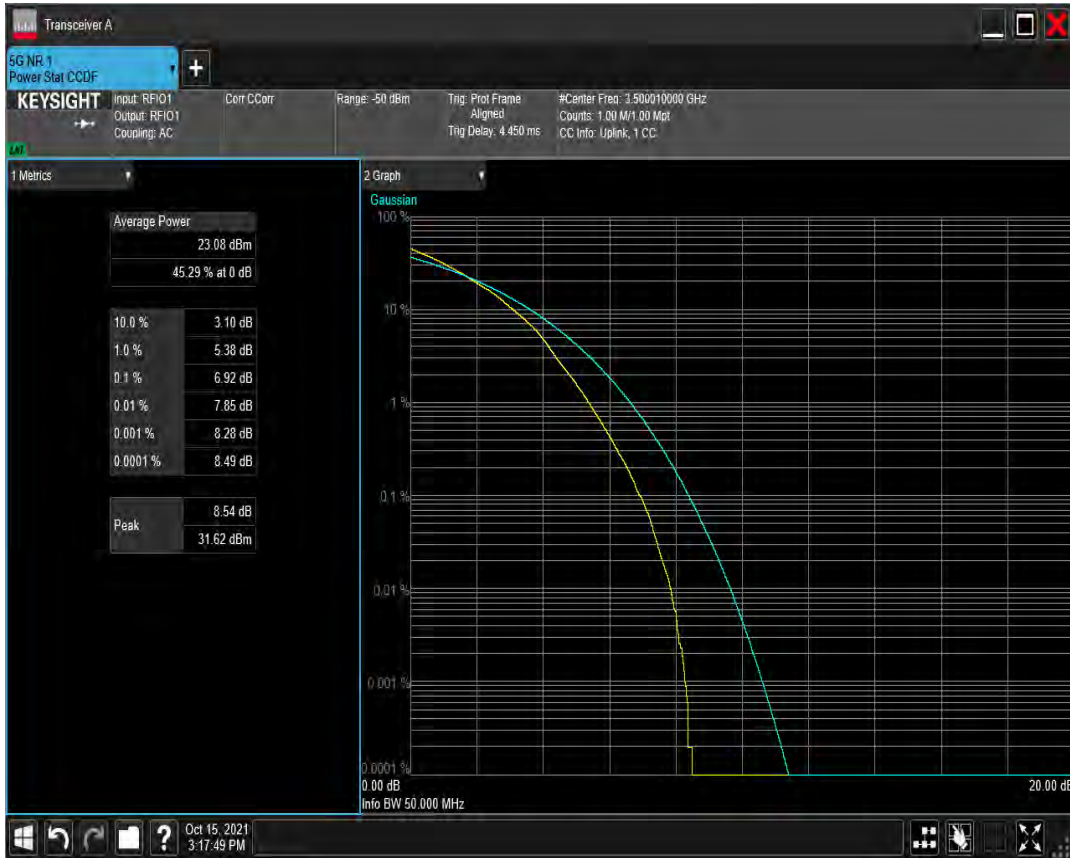 Transceiver A
5G NR 1
Power Stat CCDF
+
KEYSIGHT
Input: RFIO1
Output: RFIO1
Coupling: AC
Corr CCorr
Range: -50 dBm
Trig: Prot Frame
Aligned
Trig Delay: 4.450 ms
#Center Freq: 3.500010000 GHz
Counts: 1.00 M/1.00 Mpt
CC Info: Uplink, 1 CC
LNT
1 Metrics
Average Power
23.08 dBm
45.29 % at 0 dB
10.0 % 3.10 dB
1.0 % 5.38 dB
0.1 % 6.92 dB
0.01 % 7.85 dB
0.001 % 8.28 dB
0.0001 % 8.49 dB
Peak
8.54 dB
31.62 dBm
2 Graph
Gaussian
100 %
10 %
1 %
0.1 %
0.01 %
0.001 %
0.0001 %
0.00 dB
20.00 dB
Info BW 50.000 MHz
?
Oct 15, 2021
3:17:49 PM